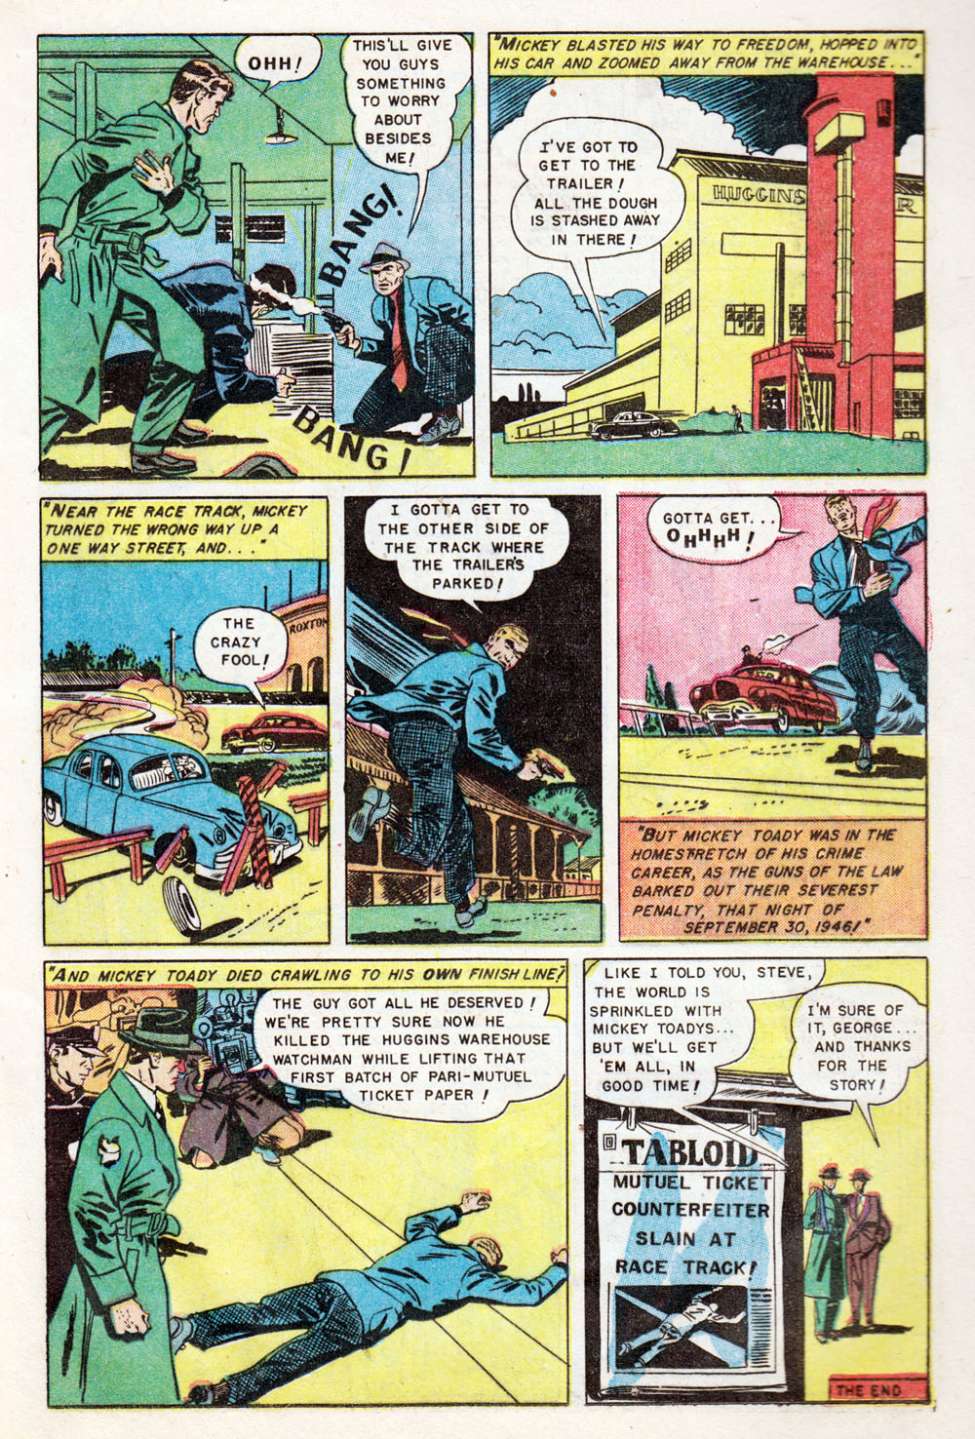 OHH!
THIS'LL GIVE
YOU GUYS
SOMETHING
TO WORRY
ABOUT
BESIDES
ME!
BANG!
BANG!
"MICKEY BLASTED HIS WAY TO FREEDOM, HOPPED INTO
HIS CAR AND ZOOMED AWAY FROM THE WAREHOUSE..."
I'VE GOT TO
GET TO THE
TRAILER!
ALL THE DOUGH
IS STASHED AWAY
IN THERE!
HUGGINS
R
"NEAR THE RACE TRACK, MICKEY
TURNED THE WRONG WAY UP A
ONE WAY STREET, AND..."
THE
CRAZY
FOOL!
ROXTON
I GOTTA GET TO
THE OTHER SIDE OF
THE TRACK WHERE
THE TRAILER'S
PARKED!
GOTTA GET...
OHHHH!
"BUT MICKEY TOADY WAS IN THE
HOMESTRETCH OF HIS CRIME
CAREER, AS THE GUNS OF THE LAW
BARKED OUT THEIR SEVEREST
PENALTY, THAT NIGHT OF
SEPTEMBER 30, 1946!"
"AND MICKEY TOADY DIED CRAWLING TO HIS OWN FINISH LINE!"
THE GUY GOT ALL HE DESERVED!
WE'RE PRETTY SURE NOW HE
KILLED THE HUGGINS WAREHOUSE
WATCHMAN WHILE LIFTING THAT
FIRST BATCH OF PARI-MUTUEL
TICKET PAPER!
LIKE I TOLD YOU, STEVE,
THE WORLD IS
SPRINKLED WITH
MICKEY TOADYS...
BUT WE'LL GET
'EM ALL, IN
GOOD TIME!
I'M SURE OF
IT, GEORGE...
AND THANKS
FOR THE
STORY!
TABLOID
MUTUEL TICKET
COUNTERFEITER
SLAIN AT
RACE TRACK!
THE END